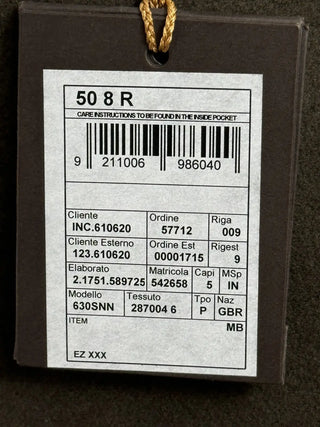 50 8 R
CARE INSTRUCTIONS TO BE FOUND IN THE INSIDE POCKET
9 211006 986040
Cliente Ordine Riga
INC.610620 57712 009
Cliente Esterno Ordine Est Rigest
123.610620 00001715 9
Elaborato Matricola Capi MSp
2.1751.589725 542658 5 IN
Modello Tessuto Tpo Naz
630SNN 287004 6 P GBR
ITEM MB
EZ XXX